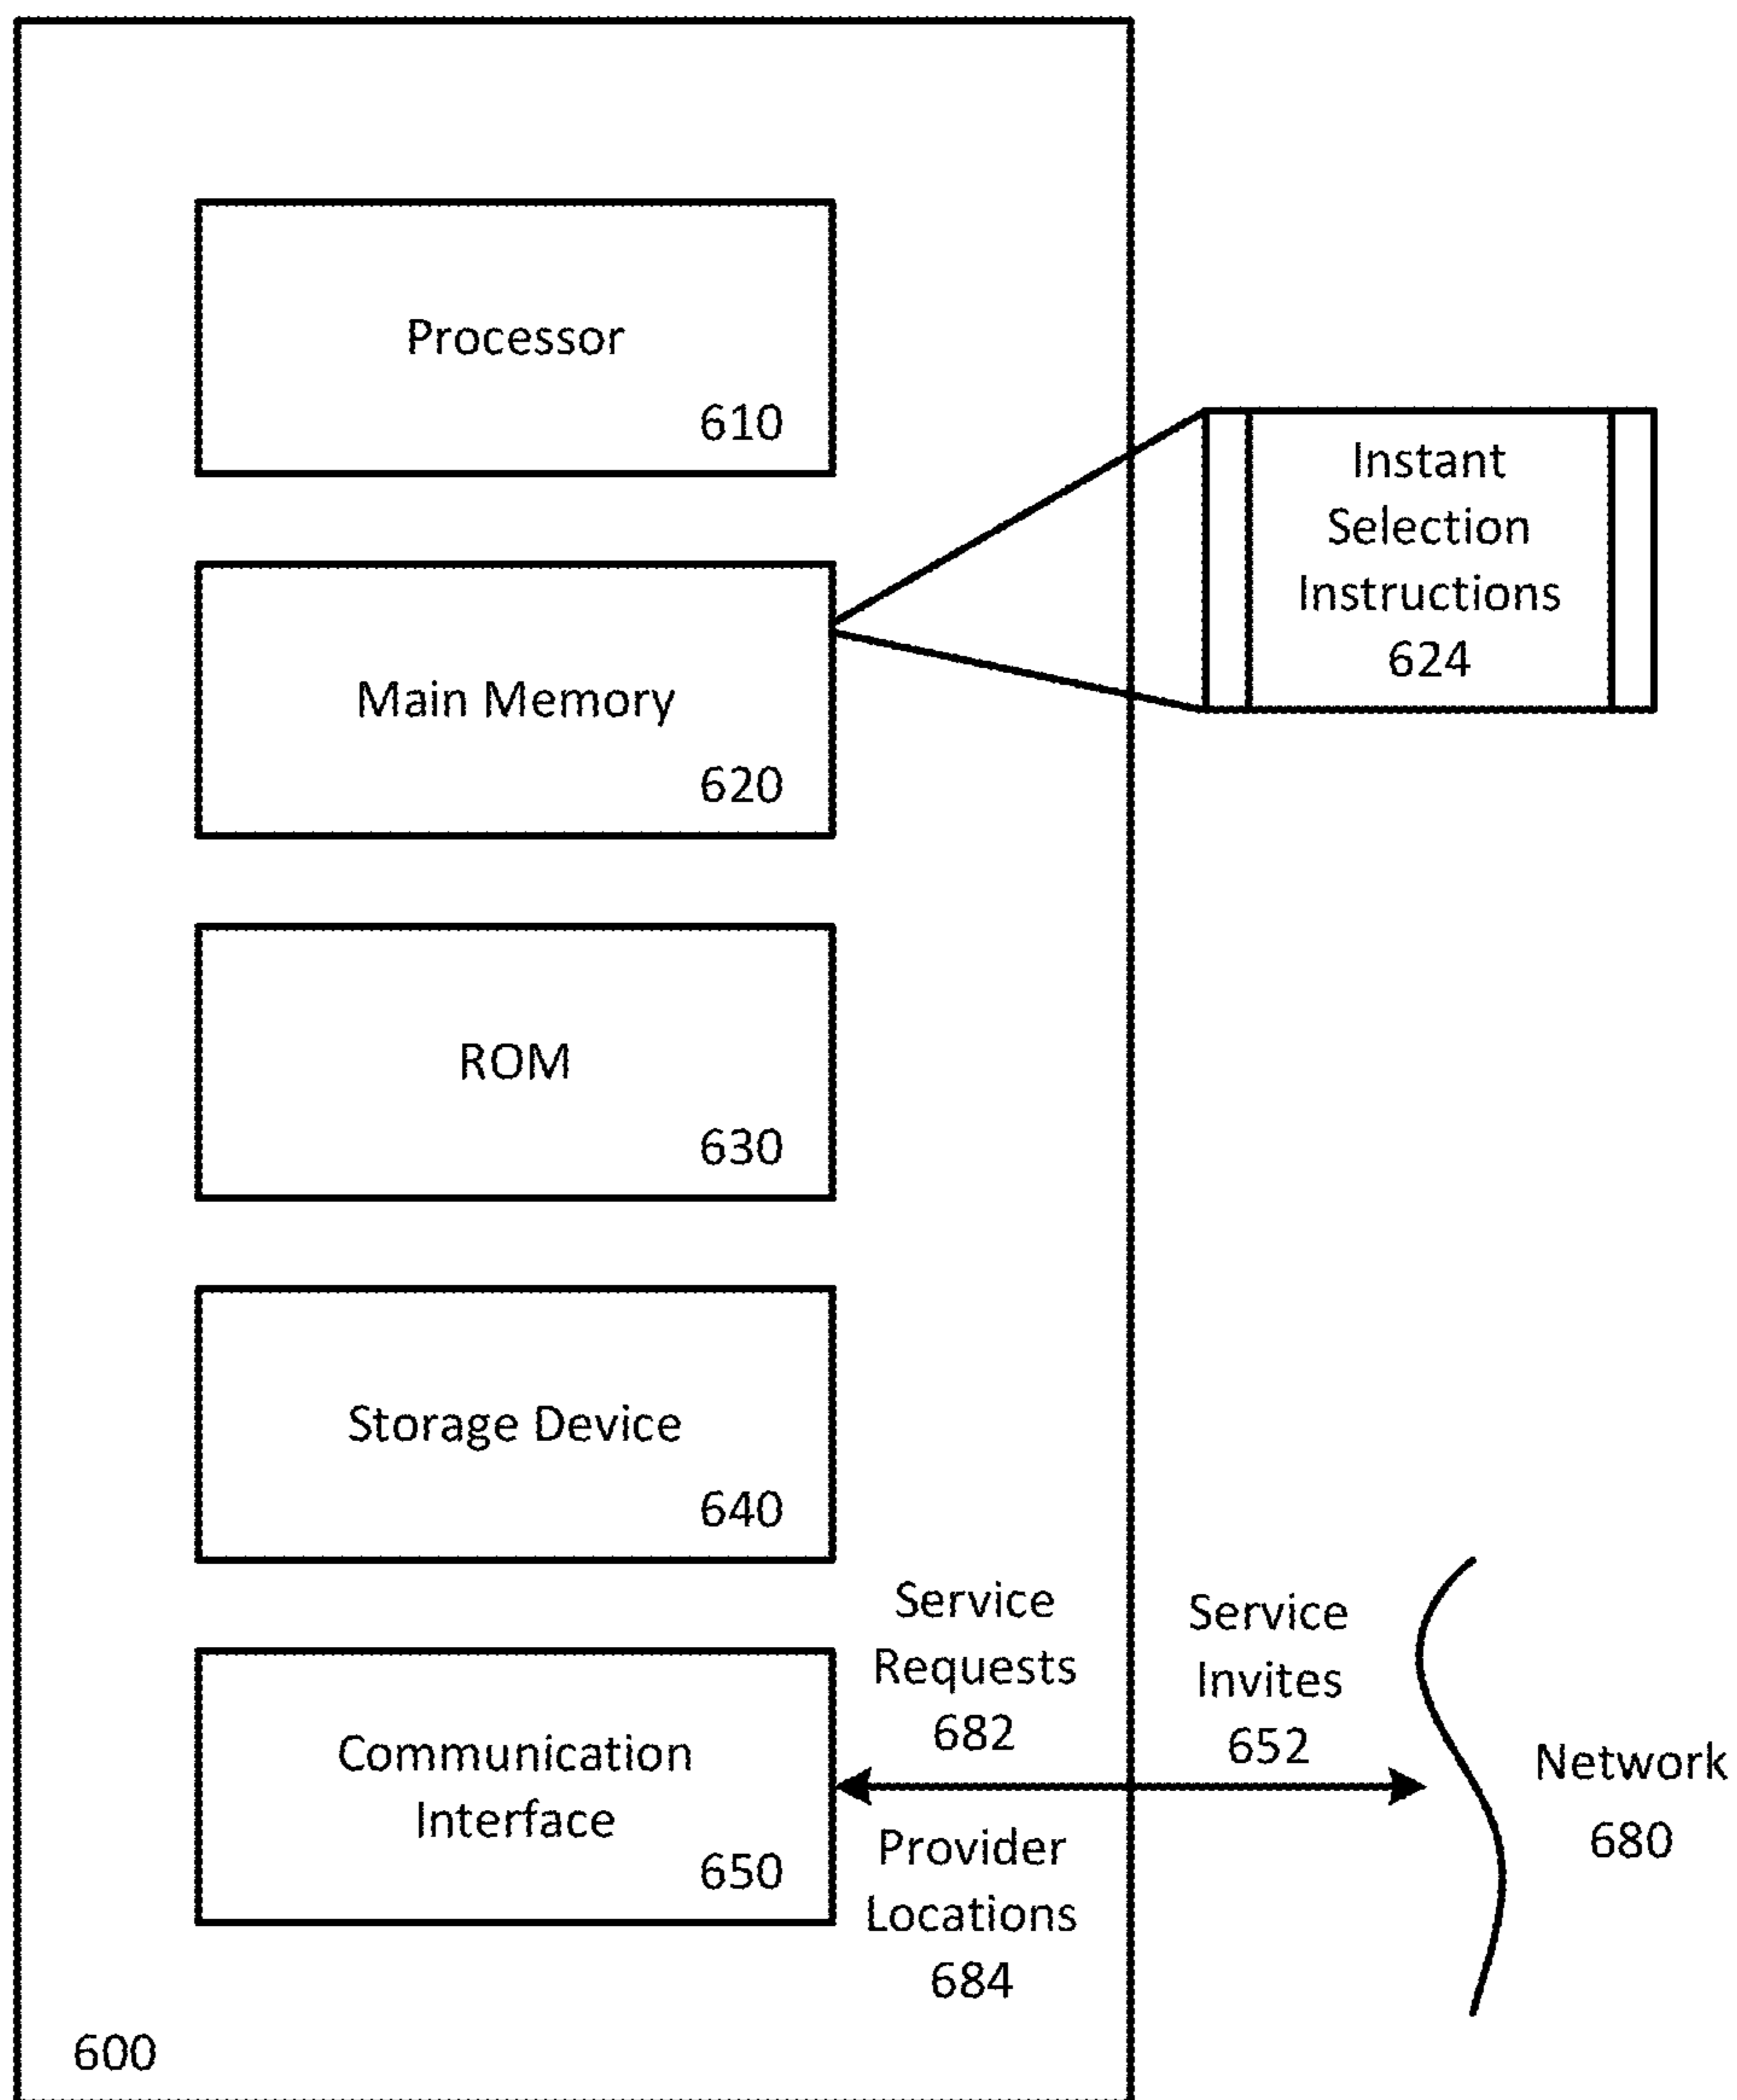 Processor
610
Instant
Selection
Instructions
624
Main Memory
620
ROM
630
Storage Device
640
Service
Requests
682
Service
Invites
652
Communication
Interface
650
Provider
Locations
684
Network
680
600